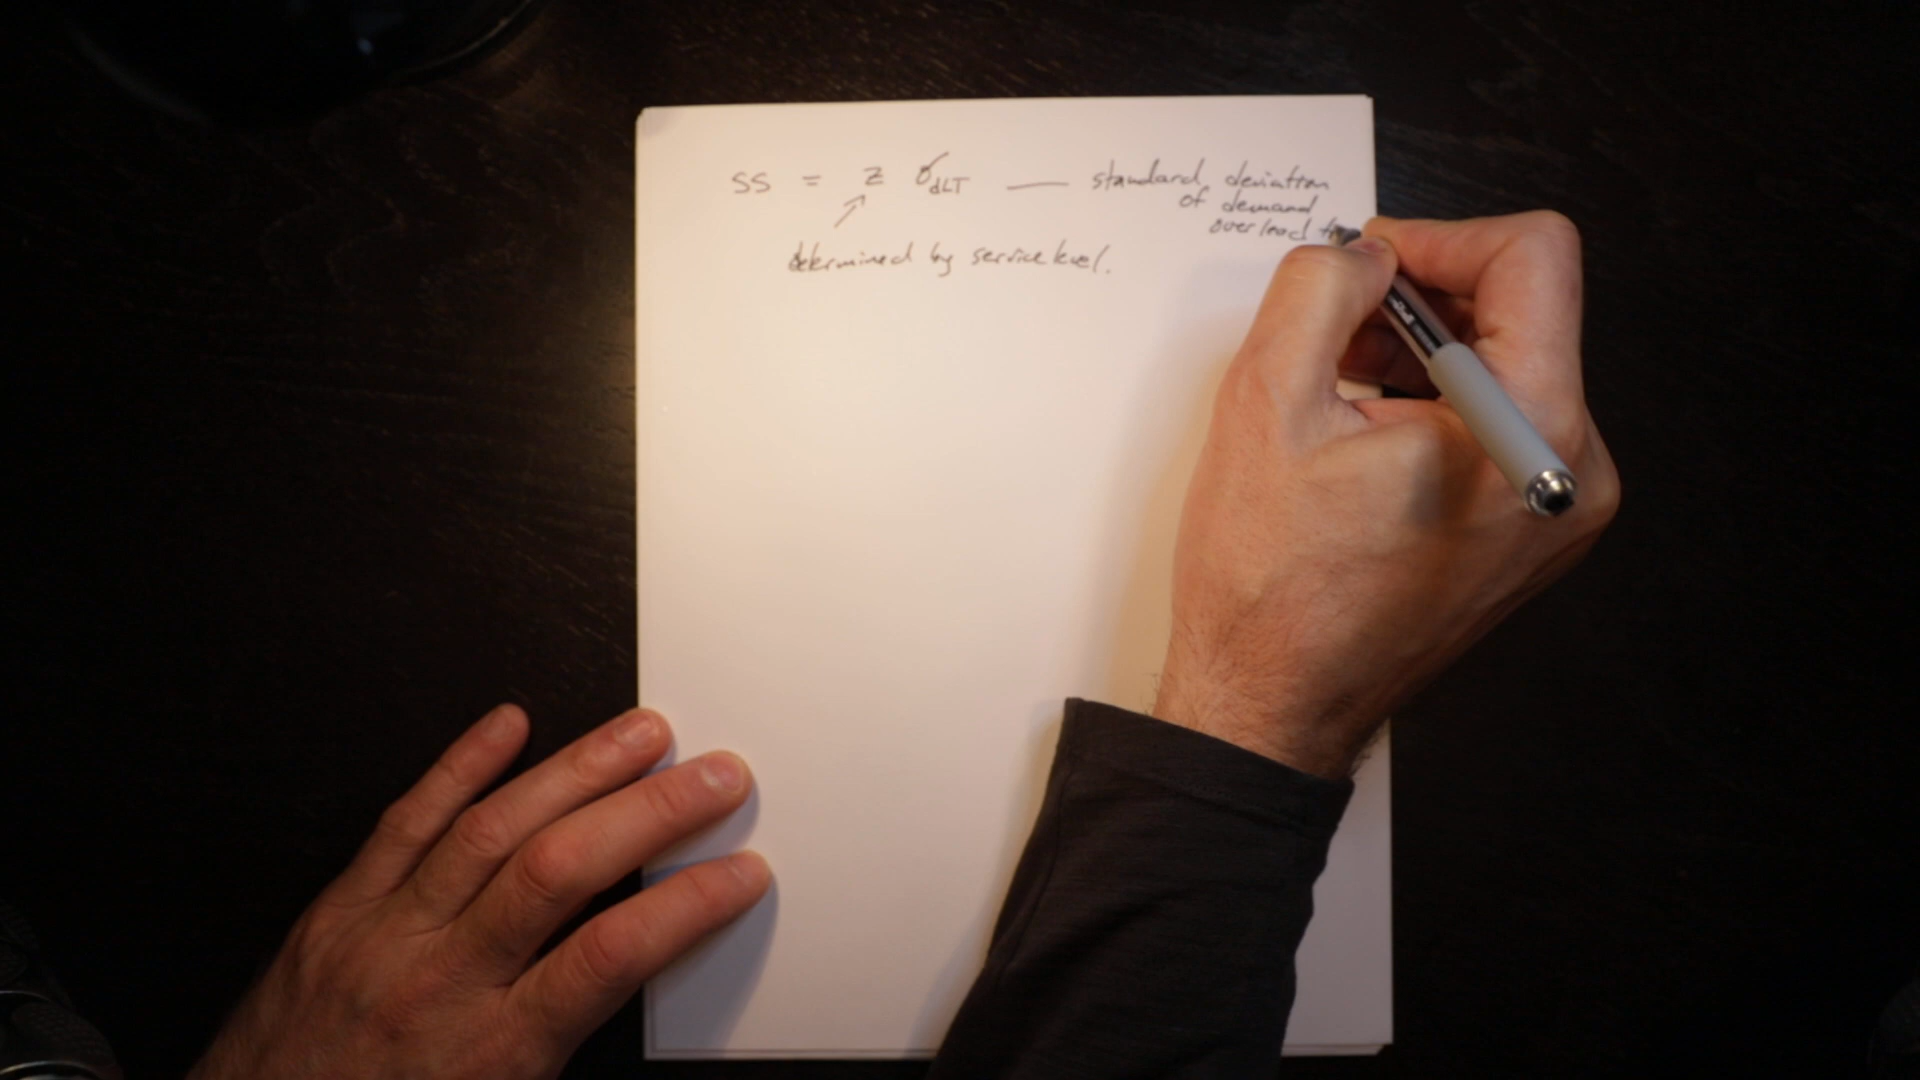 SS = z σdLT — standard deviation
of demand
over lead
determined by service level.